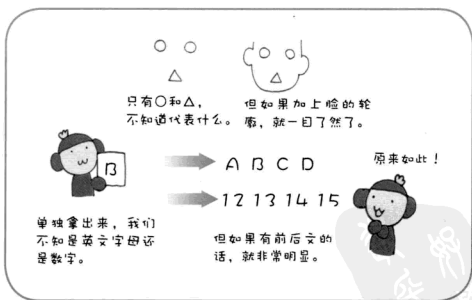 只有○和△，
不知道代表什么。
但如果加上脸的轮
廓，就一目了然了。
B
A B C D
12 13 14 15
原来如此！
单独拿出来，我们
不知是英文字母还
是数字。
但如果有前后文的
话，就非常明显。